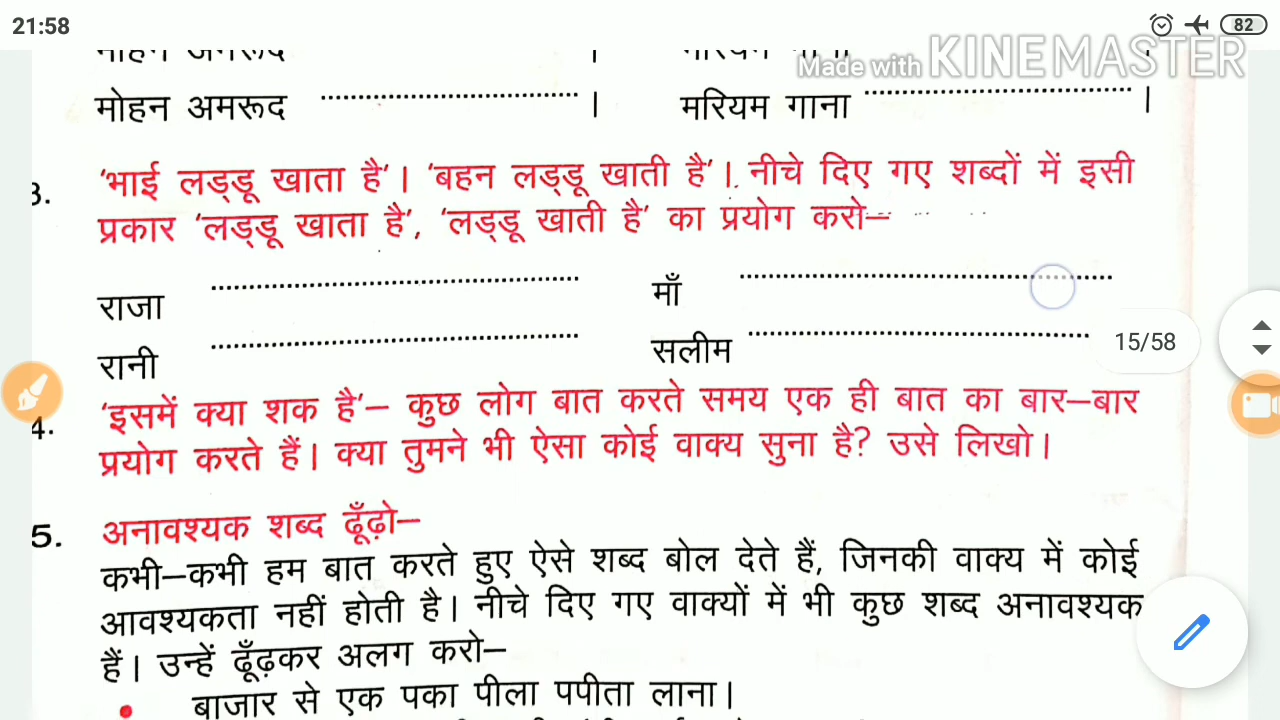 21:58
82
Made with KINEMASTER
मोहन अमरूद ।
मोहन अमरूद ............ । मरियम गाना ............ ।
3. 'भाई लड्डू खाता है'। 'बहन लड्डू खाती है'। नीचे दिए गए शब्दों में इसी
प्रकार 'लड्डू खाता है', 'लड्डू खाती है' का प्रयोग करो—
राजा ............ माँ ............
रानी ............ सलीम ............
15/58
4. 'इसमें क्या शक है'— कुछ लोग बात करते समय एक ही बात का बार—बार
प्रयोग करते हैं। क्या तुमने भी ऐसा कोई वाक्य सुना है? उसे लिखो।
5. अनावश्यक शब्द ढूँढ़ो—
कभी—कभी हम बात करते हुए ऐसे शब्द बोल देते हैं, जिनकी वाक्य में कोई
आवश्यकता नहीं होती है। नीचे दिए गए वाक्यों में भी कुछ शब्द अनावश्यक
हैं। उन्हें ढूँढ़कर अलग करो—
• बाजार से एक पका पीला पपीता लाना।